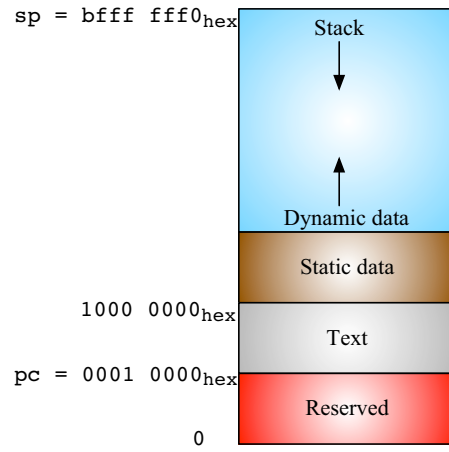 sp = bfff fff0hex
Stack
Dynamic data
Static data
1000 0000hex
Text
pc = 0001 0000hex
Reserved
0